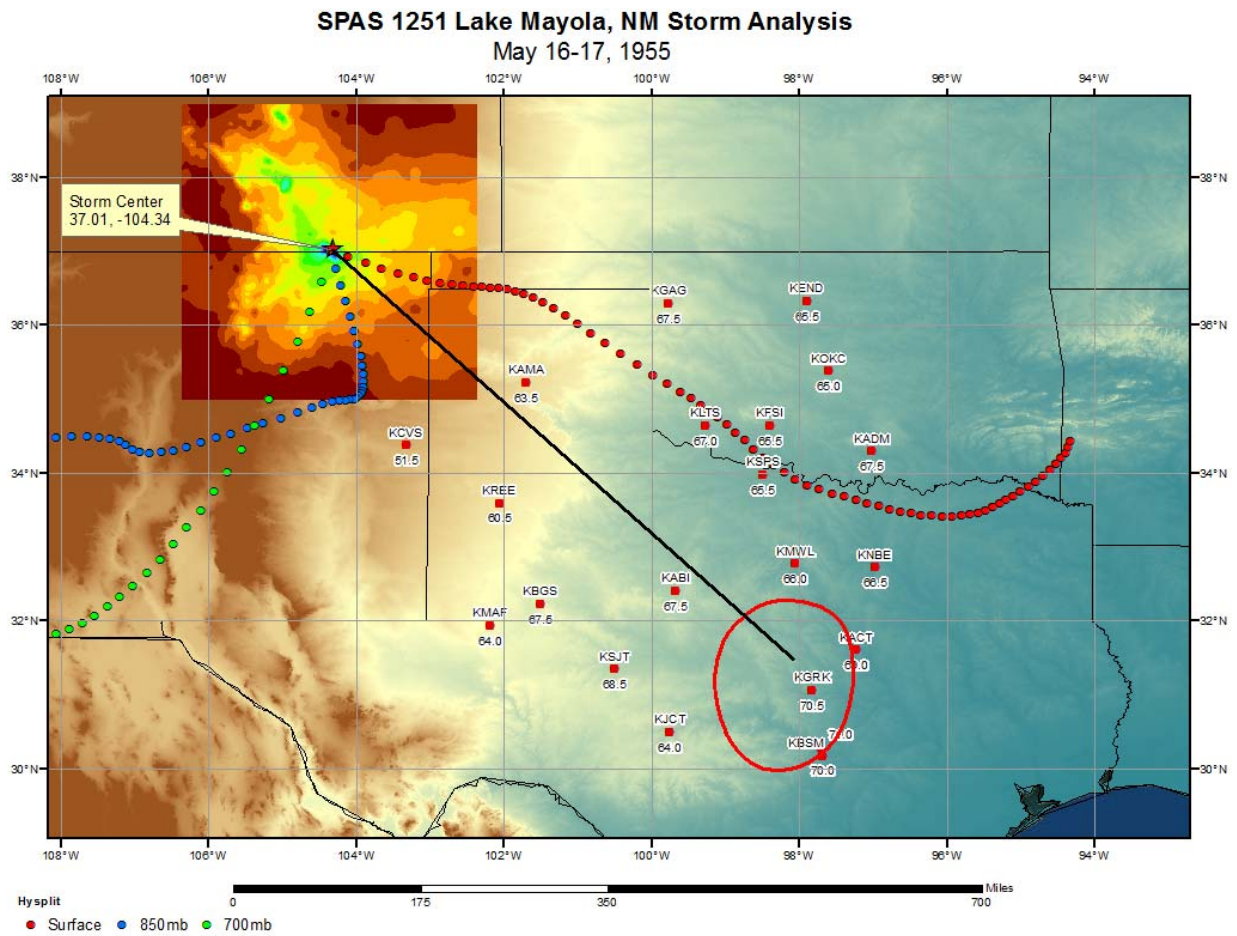 SPAS 1251 Lake Mayola, NM Storm Analysis
May 16-17, 1955
108°W 106°W 104°W 102°W 100°W 98°W 96°W 94°W
38°N 38°N
Storm Center
37.01, -104.34
KGAG
67.5
KEND
65.5
36°N 36°N
KOKC
65.0
KAMA
63.5
KLTS
67.0
KFSI
65.5
KADM
67.5
KCVS
51.5
34°N 34°N
KSPS
65.5
KREE
60.5
KMWL
66.0
KNBE
66.5
KABI
67.5
KBGS
67.5
KMAF
64.0
32°N 32°N
KACT
KSJT
68.5
KGRK
70.5
KJCT
64.0
KBSM
70.0
30°N 30°N
108°W 106°W 104°W 102°W 100°W 98°W 96°W 94°W
Miles
0 175 350 700
Hysplit
Surface 850mb 700mb